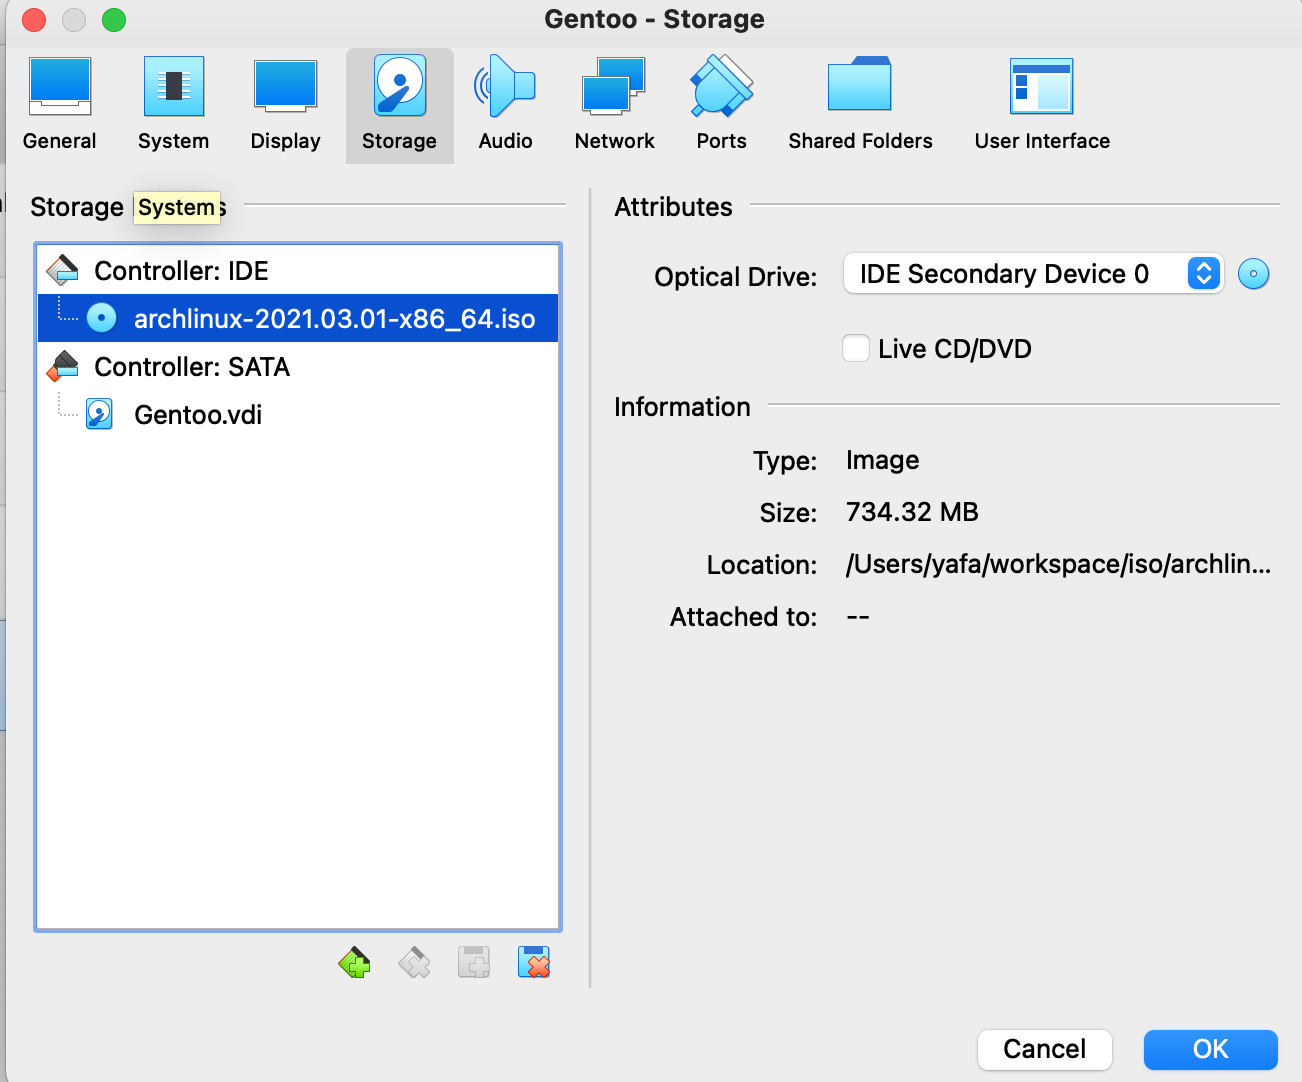 Gentoo - Storage
General
System
Display
Storage
Audio
Network
Ports
Shared Folders
User Interface
Storage
System
s
Attributes
Controller: IDE
archlinux-2021.03.01-x86_64.iso
Controller: SATA
Gentoo.vdi
Optical Drive: IDE Secondary Device 0
Live CD/DVD
Information
Type: Image
Size: 734.32 MB
Location: /Users/yafa/workspace/iso/archlin...
Attached to: --
Cancel
OK